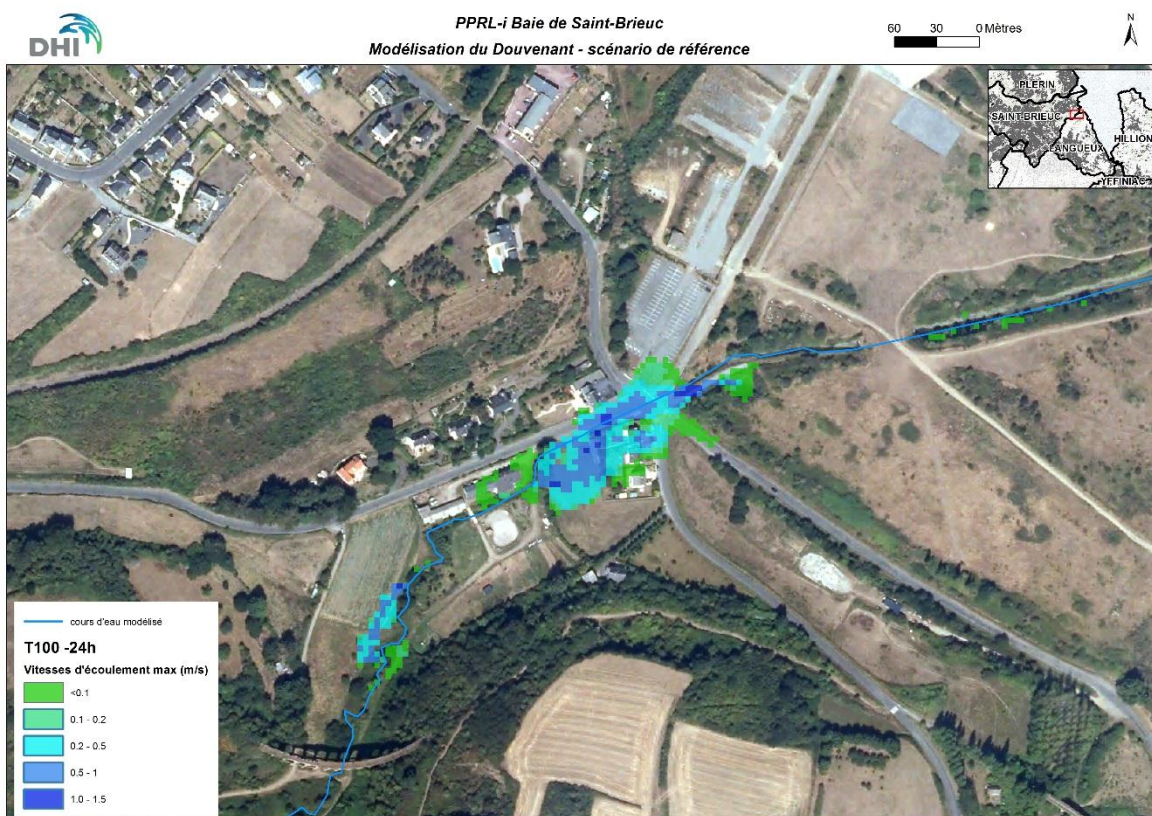 DHI
PPRL-i Baie de Saint-Brieuc
Modélisation du Douvenant - scénario de référence
60 30 0 Mètres
N
PLERIN
SAINT-BRIEUC
HILLION
LANGUEUX
YFFINIAC
cours d'eau modélisé
T100 -24h
Vitesses d'écoulement max (m/s)
<0.1
0.1 - 0.2
0.2 - 0.5
0.5 - 1
1.0 - 1.5